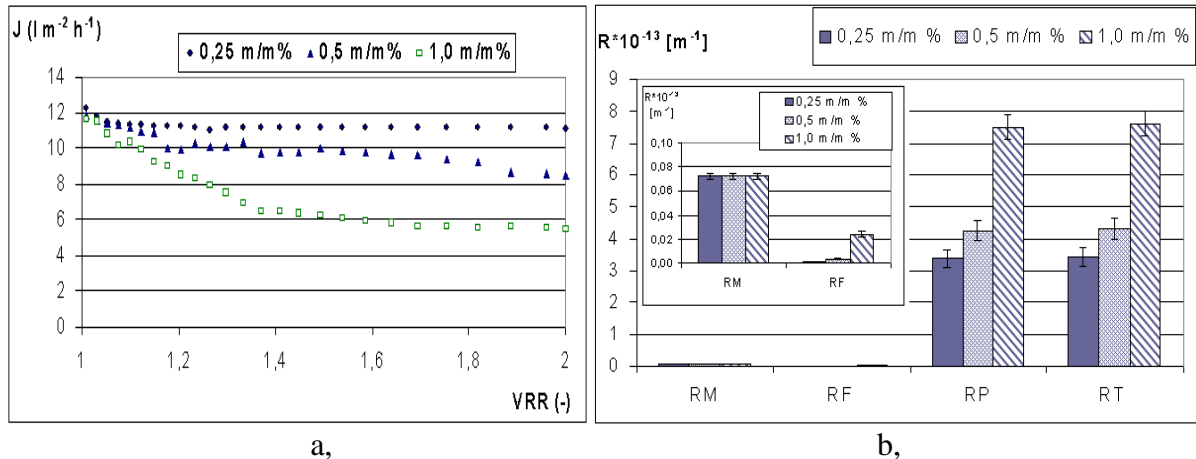 J (l m⁻² h⁻¹)
0,25 m/m% 0,5 m/m% 1,0 m/m%
14
12
10
8
6
4
2
0
1 1,2 1,4 1,6 1,8 2
VRR (-)
a,
R*10⁻¹³ [m⁻¹]
0,25 m/m % 0,5 m/m % 1,0 m/m %
9
8
7
6
5
4
3
2
1
0
RM RF RP RT
[m⁻¹]
0,25 m/m %
0,5 m/m %
1,0 m/m %
0,10
0,08
0,06
0,04
0,02
0,00
RM RF
b,